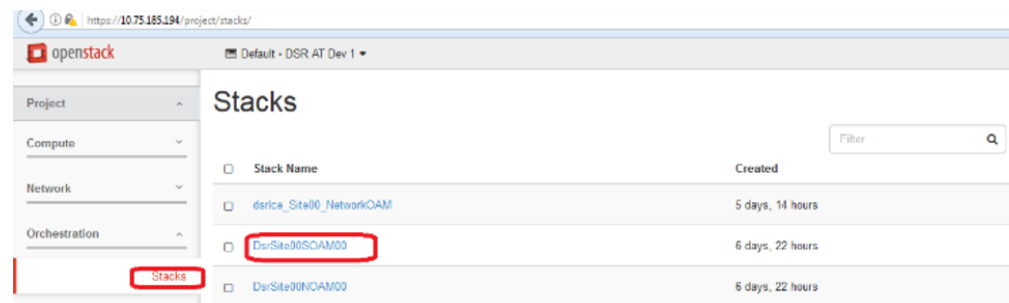 https://10.75.185.194/project/stacks/
openstack
Default - DSR AT Dev 1
Project
Compute
Network
Orchestration
Stacks
Stacks
Filter
Stack Name Created
dsrice_Site00_NetworkOAM 5 days, 14 hours
DsrSite00SOAM00 6 days, 22 hours
DsrSite00NOAM00 6 days, 22 hours